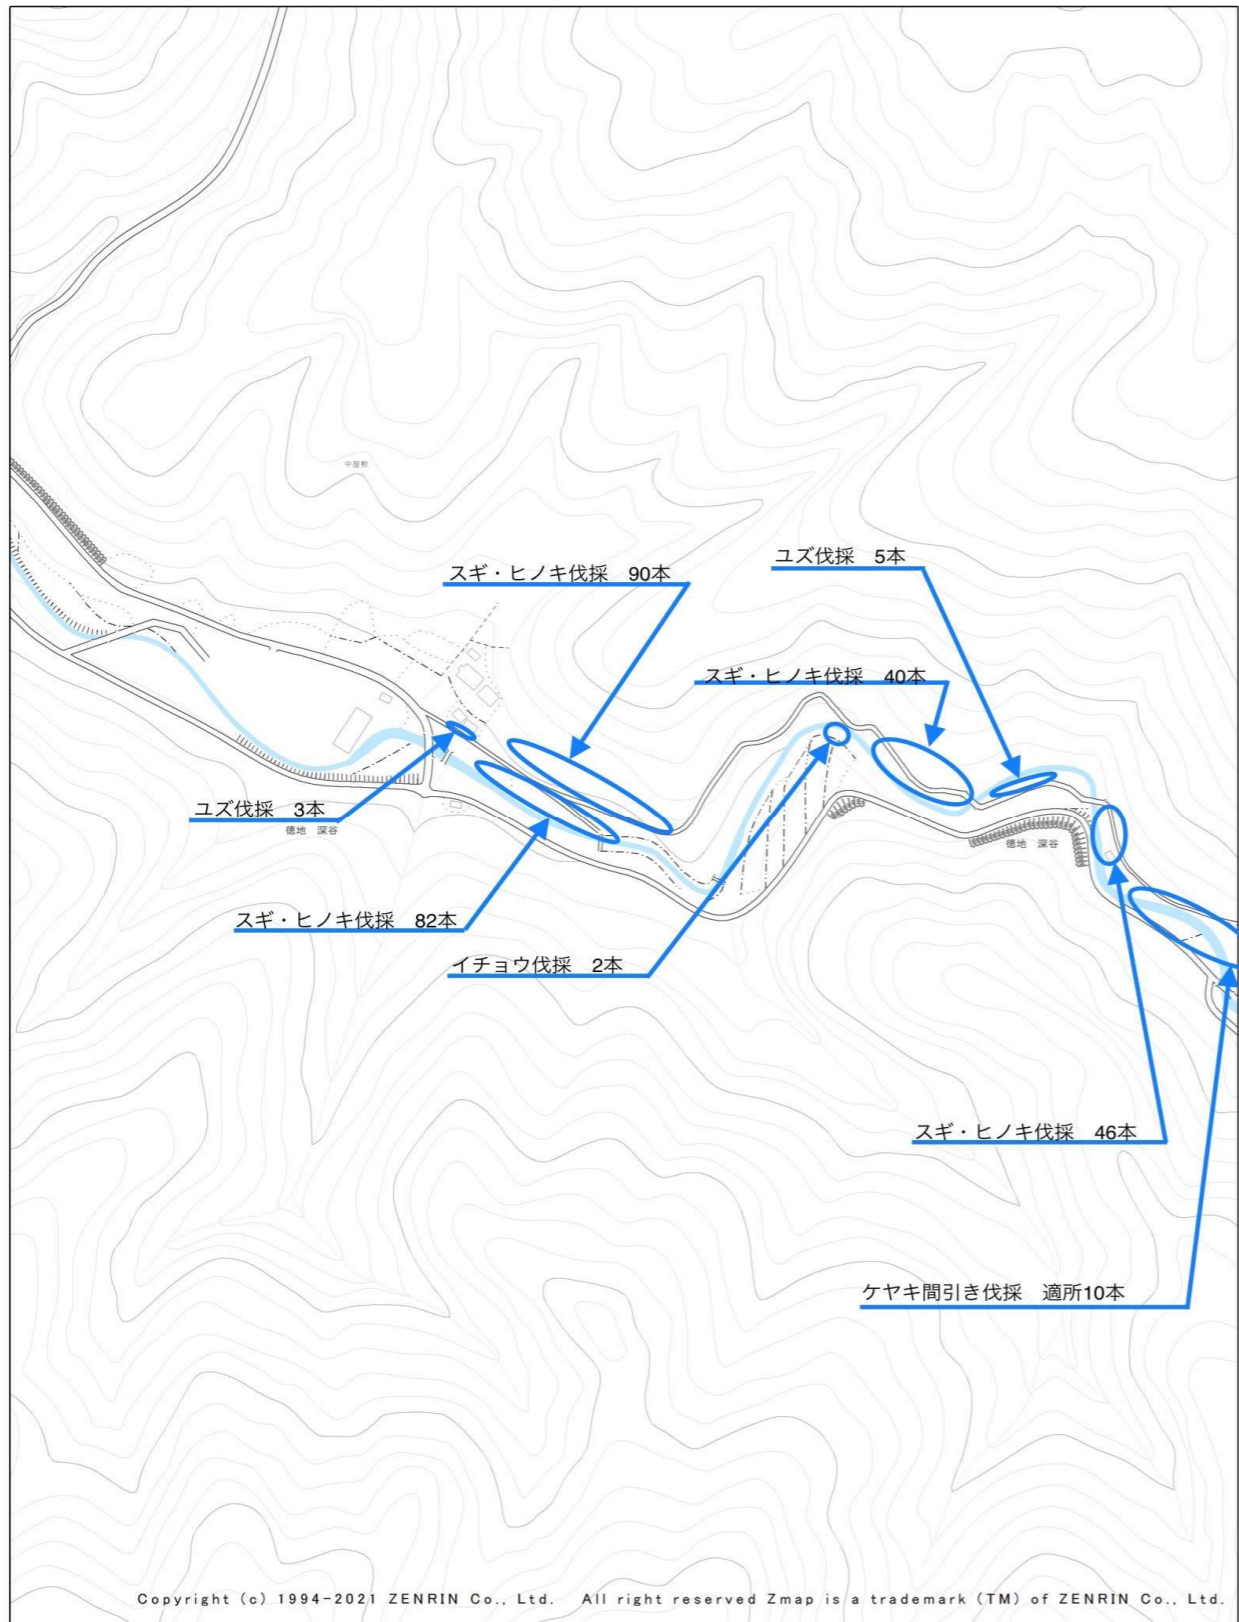 中屋敷
ユズ伐採　5本
スギ・ヒノキ伐採　90本
スギ・ヒノキ伐採　40本
ユズ伐採　3本
徳地　深谷
徳地　深谷
スギ・ヒノキ伐採　82本
イチョウ伐採　2本
スギ・ヒノキ伐採　46本
ケヤキ間引き伐採　適所10本
Copyright (c) 1994-2021 ZENRIN Co., Ltd.　All right reserved Zmap is a trademark (TM) of ZENRIN Co., Ltd.